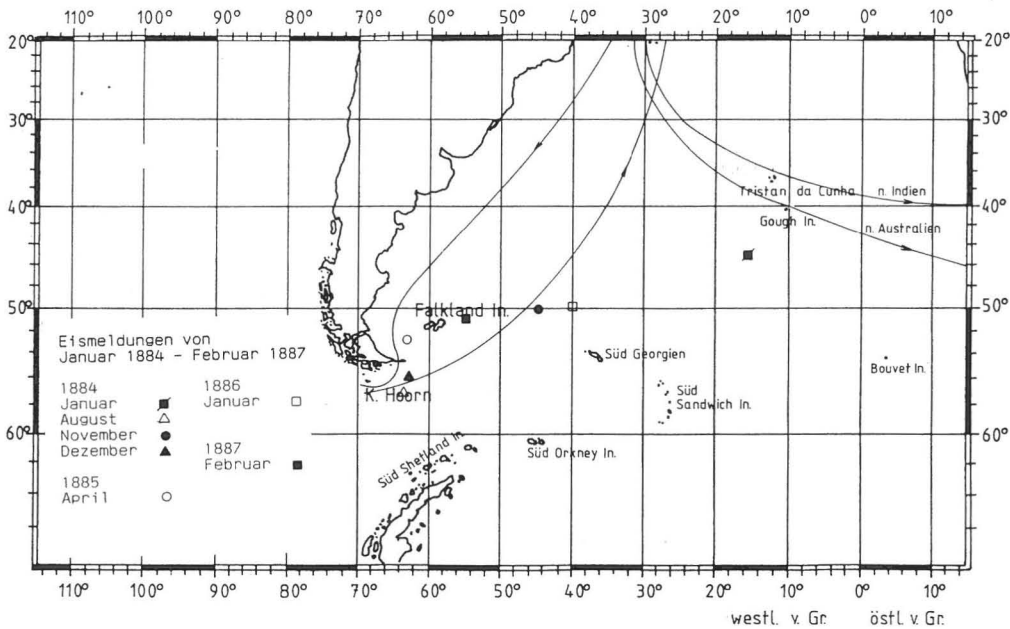 110° 100° 90° 80° 70° 60° 50° 40° 30° 20° 10° 0° 10°
20° 20°
30° 30°
Tristan da Cunha n. Indien
40° 40°
Gough In. n. Australien
50° Falkland In. 50°
Eismeldungen von
Januar 1884 - Februar 1887
Süd Georgien
Bouvet In.
1884 1886
Januar Januar
August
November
Dezember
1887
Februar
1885
April
K. Hoorn
Süd
Sandwich In.
60° 60°
Süd Shetland In.
Süd Orkney In.
110° 100° 90° 80° 70° 60° 50° 40° 30° 20° 10° 0° 10°
westl. v. Gr. östl. v. Gr.